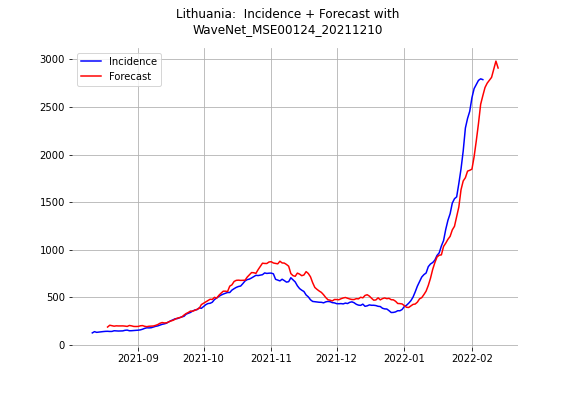 Lithuania:  Incidence + Forecast with
WaveNet_MSE00124_20211210
Incidence
Forecast
3000
2500
2000
1500
1000
500
0
2021-09 2021-10 2021-11 2021-12 2022-01 2022-02